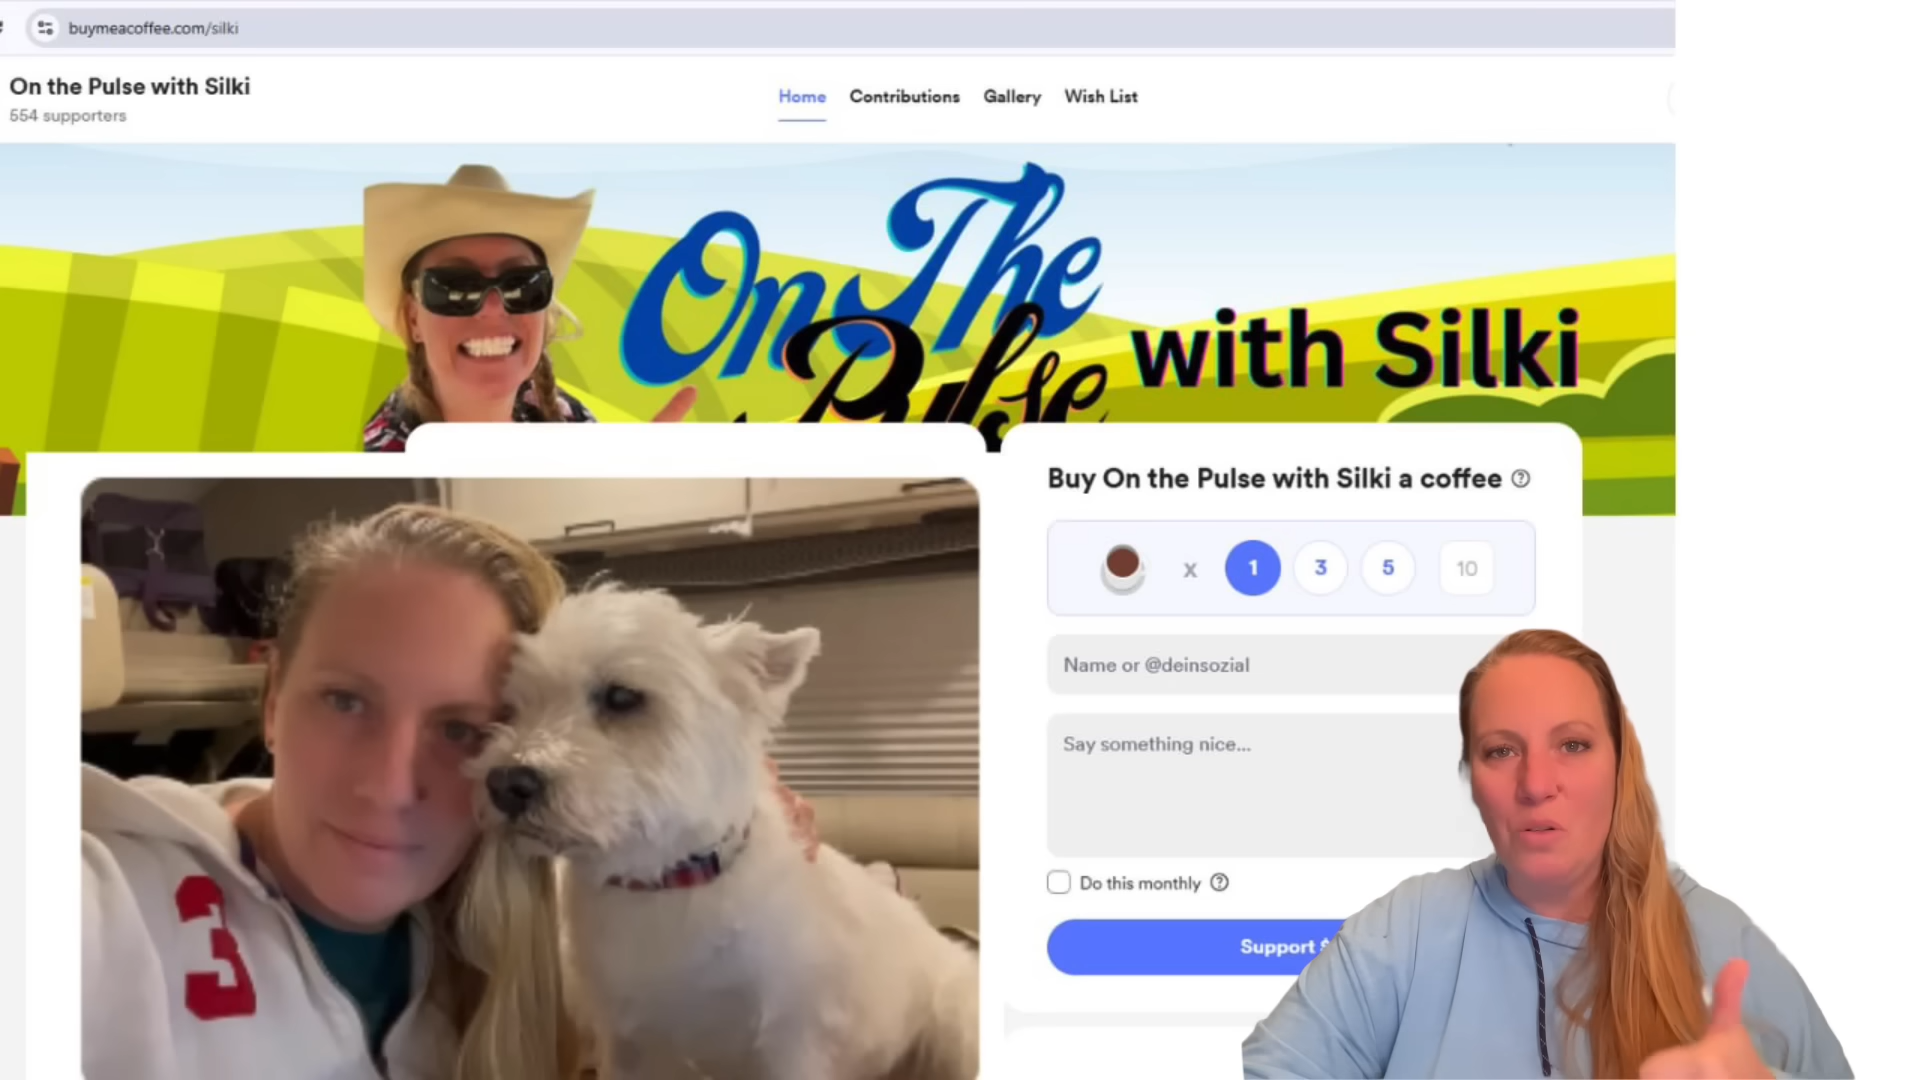 buymeacoffee.com/silki
On the Pulse with Silki
554 supporters
Home Contributions Gallery Wish List
On The
Pulse
with Silki
Buy On the Pulse with Silki a coffee
x 1 3 5 10
Name or @deinsozial
Say something nice...
Do this monthly
Support
3